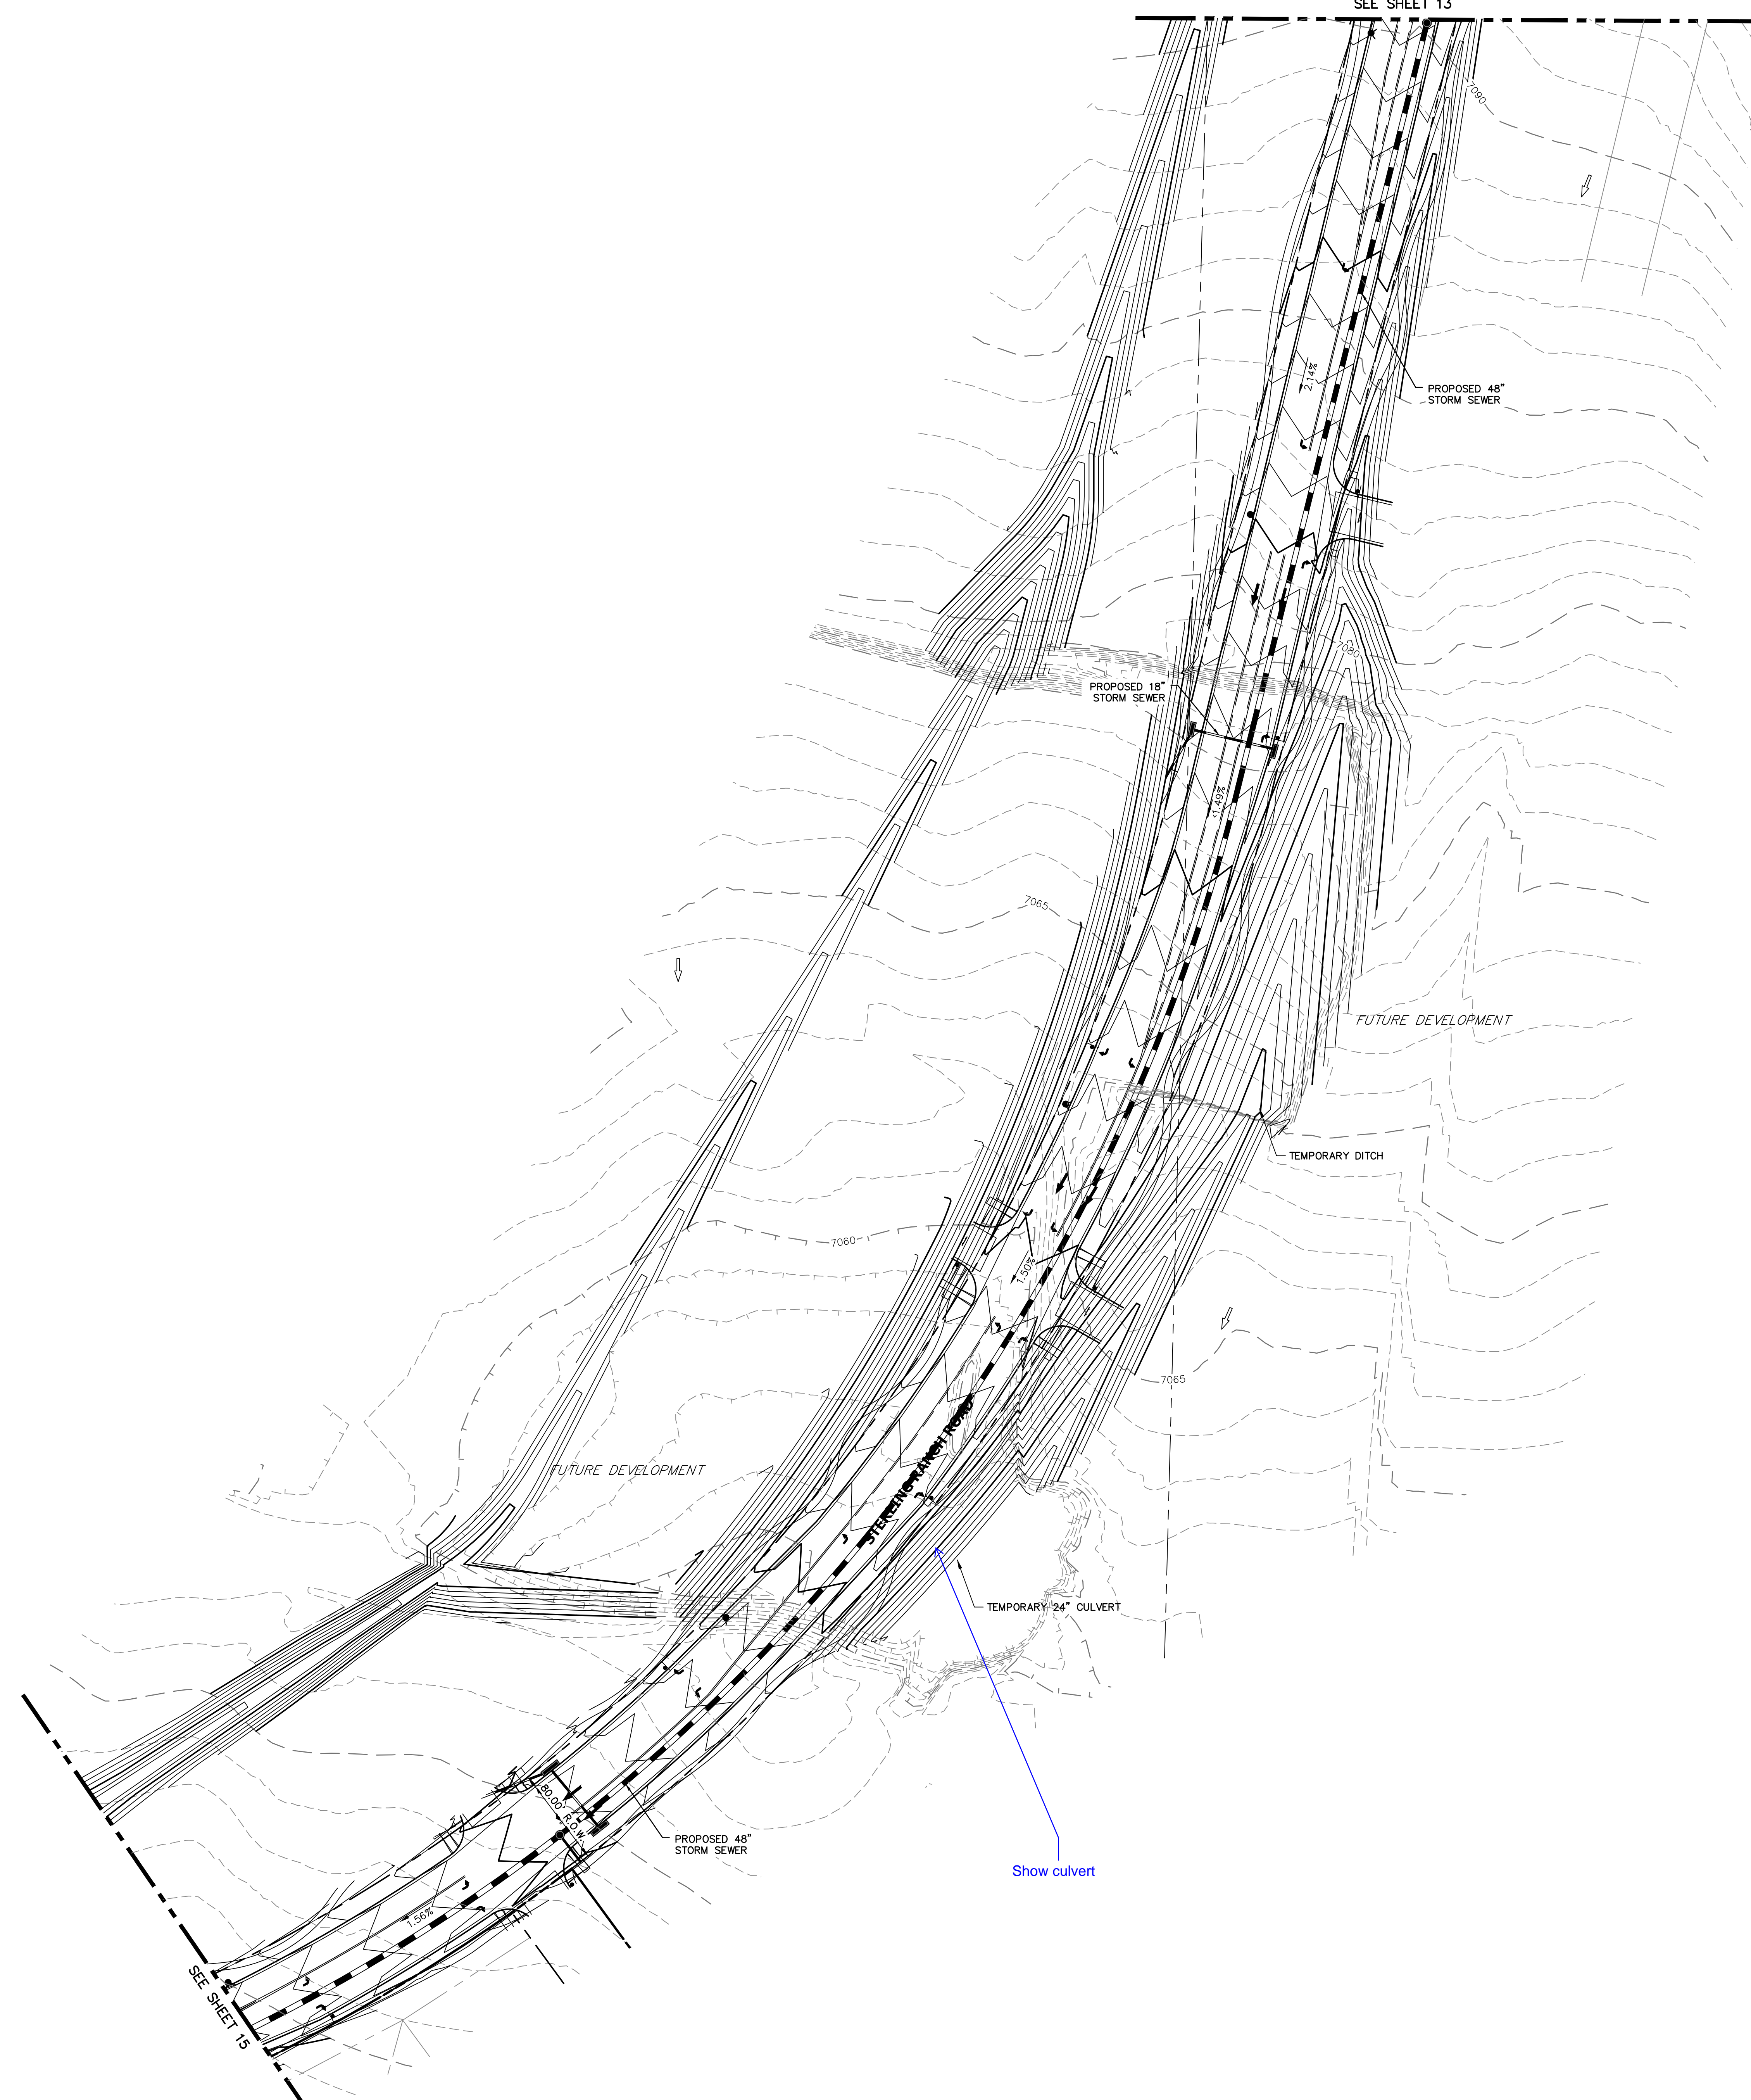 SEE SHEET 13
7090
2.14%
PROPOSED 48"
STORM SEWER
7080
PROPOSED 18"
STORM SEWER
1.49%
7065
FUTURE DEVELOPMENT
TEMPORARY DITCH
7060
1.50%
7065
STERLING RANCH ROAD
FUTURE DEVELOPMENT
TEMPORARY 24" CULVERT
80.00' R.O.W.
PROPOSED 48"
STORM SEWER
Show culvert
1.56%
SEE SHEET 15